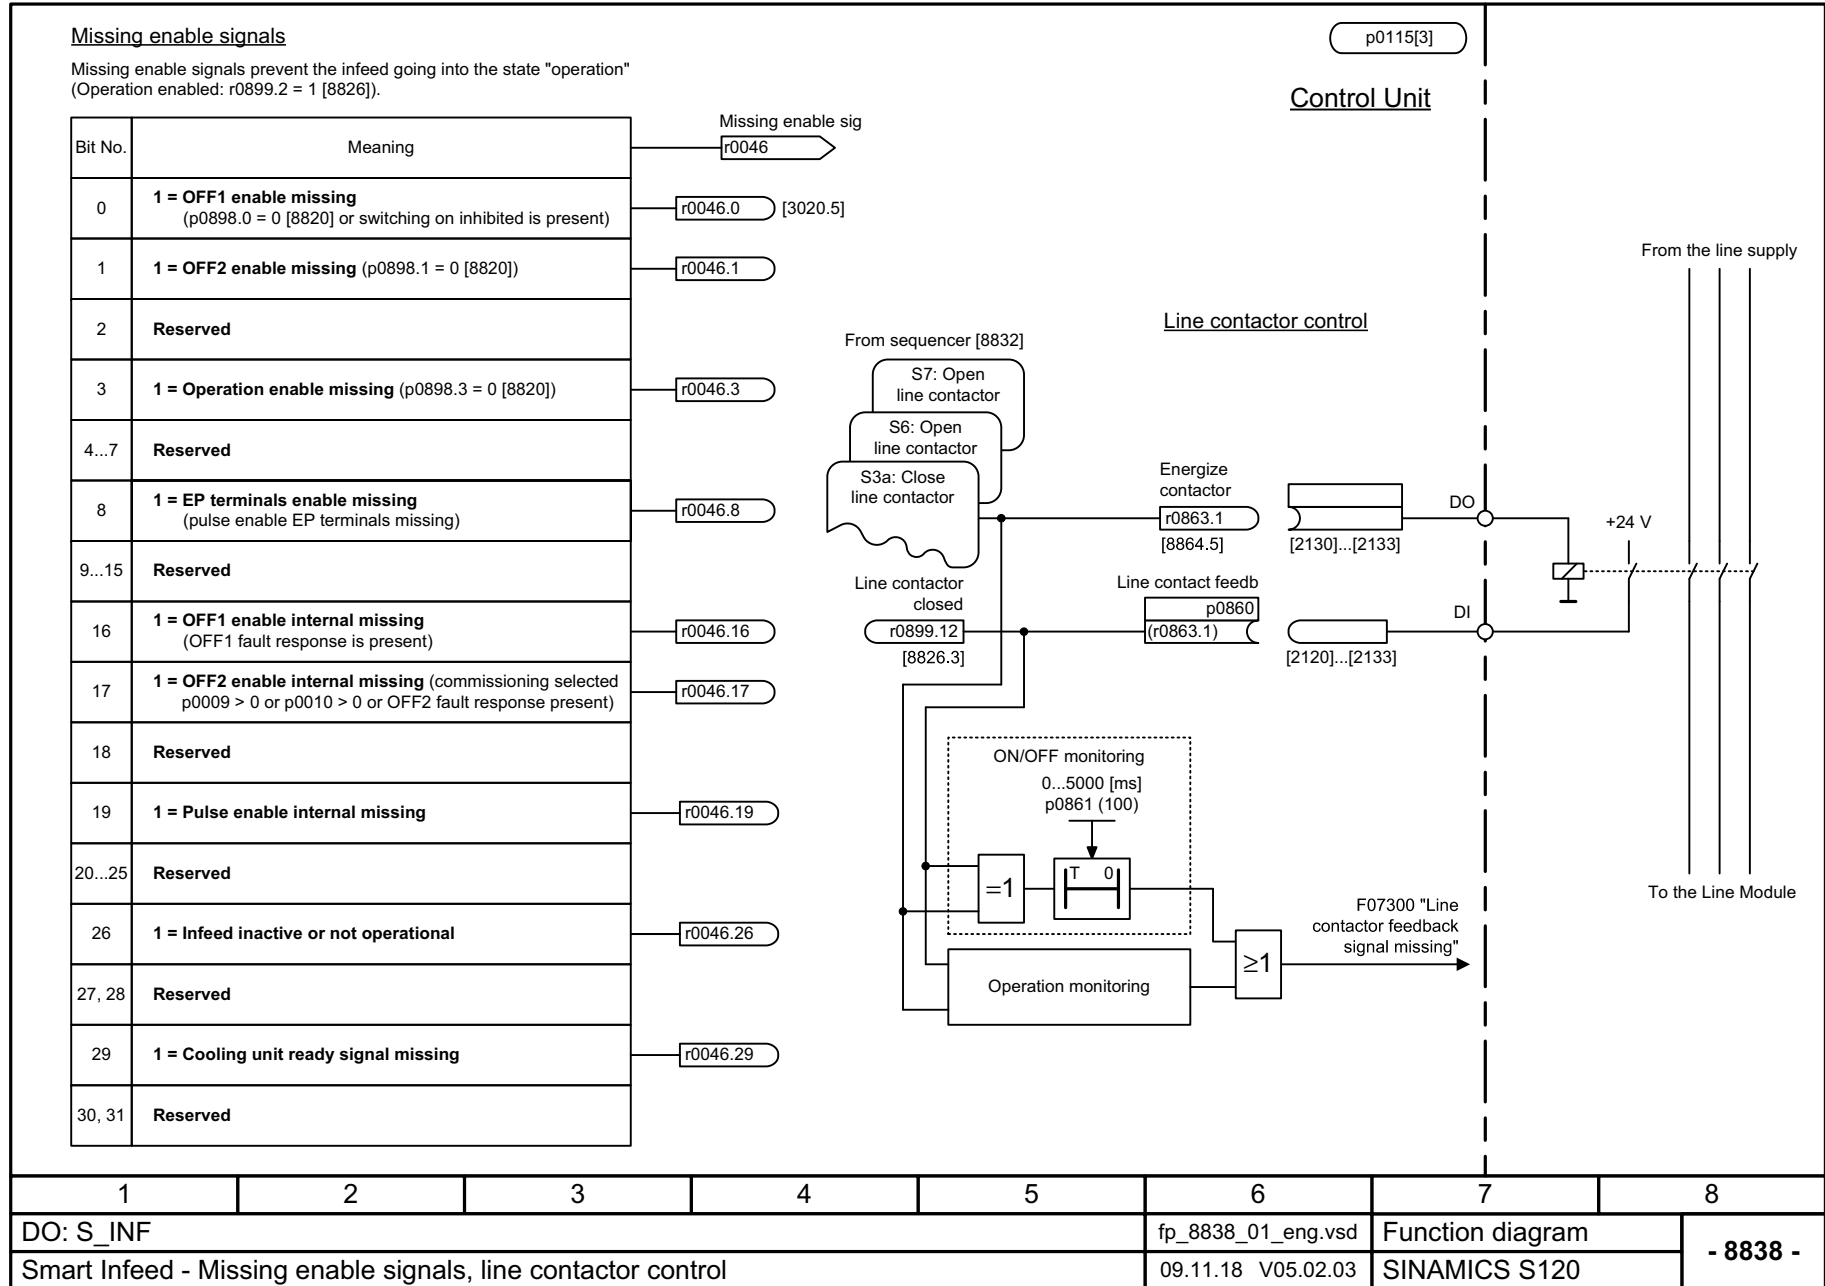 Missing enable signals
Missing enable signals prevent the infeed going into the state "operation"
(Operation enabled: r0899.2 = 1 [8826]).
p0115[3]
Control Unit
Bit No.
Meaning
Missing enable sig
r0046
0
1 = OFF1 enable missing
(p0898.0 = 0 [8820] or switching on inhibited is present)
r0046.0
[3020.5]
1
1 = OFF2 enable missing (p0898.1 = 0 [8820])
r0046.1
2
Reserved
3
1 = Operation enable missing (p0898.3 = 0 [8820])
r0046.3
4...7
Reserved
8
1 = EP terminals enable missing
(pulse enable EP terminals missing)
r0046.8
9...15
Reserved
16
1 = OFF1 enable internal missing
(OFF1 fault response is present)
r0046.16
17
1 = OFF2 enable internal missing (commissioning selected
p0009 > 0 or p0010 > 0 or OFF2 fault response present)
r0046.17
18
Reserved
19
1 = Pulse enable internal missing
r0046.19
20...25
Reserved
26
1 = Infeed inactive or not operational
r0046.26
27, 28
Reserved
29
1 = Cooling unit ready signal missing
r0046.29
30, 31
Reserved
Line contactor control
From sequencer [8832]
S7: Open
line contactor
S6: Open
line contactor
S3a: Close
line contactor
Energize
contactor
r0863.1
[8864.5]
[2130]...[2133]
DO
+24 V
From the line supply
Line contactor
closed
r0899.12
[8826.3]
Line contact feedb
p0860
(r0863.1)
[2120]...[2133]
DI
ON/OFF monitoring
0...5000 [ms]
p0861 (100)
=1
T 0
Operation monitoring
≥1
F07300 "Line
contactor feedback
signal missing"
To the Line Module
1 2 3 4 5 6 7 8
DO: S_INF
fp_8838_01_eng.vsd
Function diagram
- 8838 -
Smart Infeed - Missing enable signals, line contactor control
09.11.18 V05.02.03
SINAMICS S120